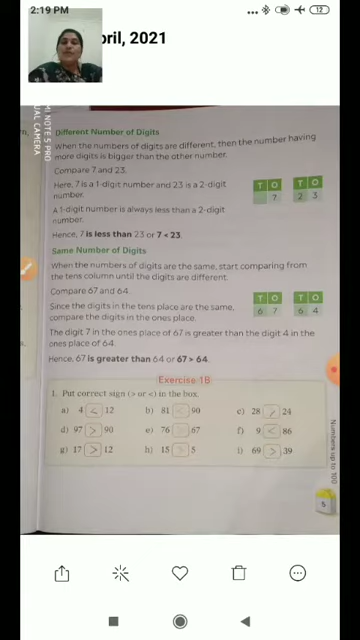 2:19 PM
12
pril, 2021
MI NOTE 5 PRO
UAL CAMERA
Different Number of Digits
When the numbers of digits are different, then the number having
more digits is bigger than the other number.
Compare 7 and 23.
Here, 7 is a 1-digit number and 23 is a 2-digit
number.
T O T O
7 2 3
A 1-digit number is always less than a 2-digit
number.
Hence, 7 is less than 23 or 7 < 23.
Same Number of Digits
When the numbers of digits are the same, start comparing from
the tens column until the digits are different.
Compare 67 and 64.
Since the digits in the tens place are the same,
compare the digits in the ones place.
T O T O
6 7 6 4
The digit 7 in the ones place of 67 is greater than the digit 4 in the
ones place of 64.
Hence, 67 is greater than 64 or 67 > 64.
Exercise 1B
1. Put correct sign (> or <) in the box.
a) 4 < 12 b) 81 < 90 c) 28 > 24
d) 97 > 90 e) 76 > 67 f) 9 < 86
g) 17 > 12 h) 15 > 5 i) 69 > 39
Numbers up to 100
5